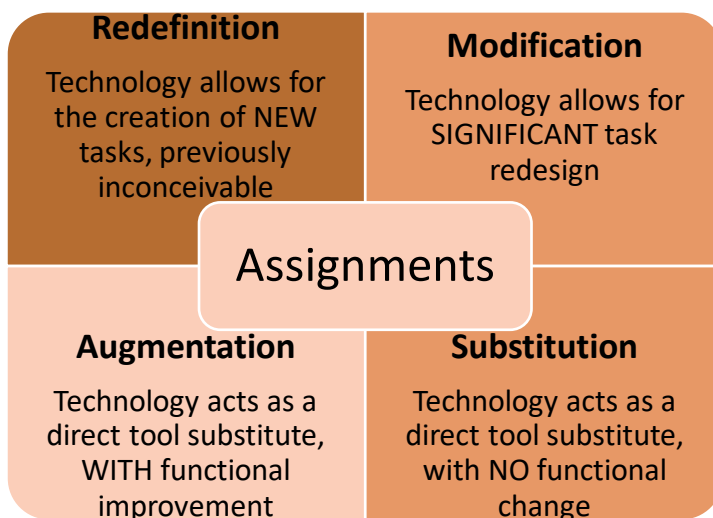 Redefinition
Technology allows for
the creation of NEW
tasks, previously
inconceivable
Modification
Technology allows for
SIGNIFICANT task
redesign
Assignments
Augmentation
Technology acts as a
direct tool substitute,
WITH functional
improvement
Substitution
Technology acts as a
direct tool substitute,
with NO functional
change